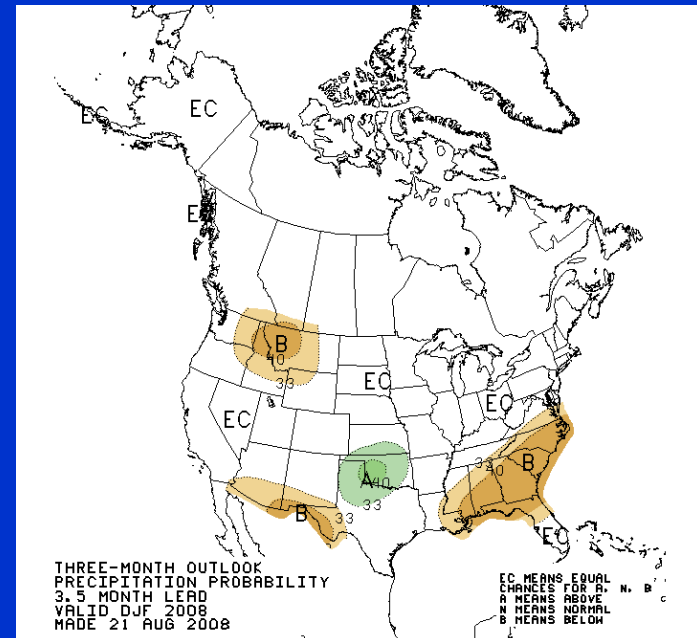 EC
EC
EC
B
40
33
EC
EC
EC
33
40
B
A
40
33
B
33
33
EC
THREE-MONTH OUTLOOK
PRECIPITATION PROBABILITY
3.5 MONTH LEAD
VALID DJF 2008
MADE 21 AUG 2008
EC MEANS EQUAL
CHANCES FOR A, N, B
A MEANS ABOVE
N MEANS NORMAL
B MEANS BELOW